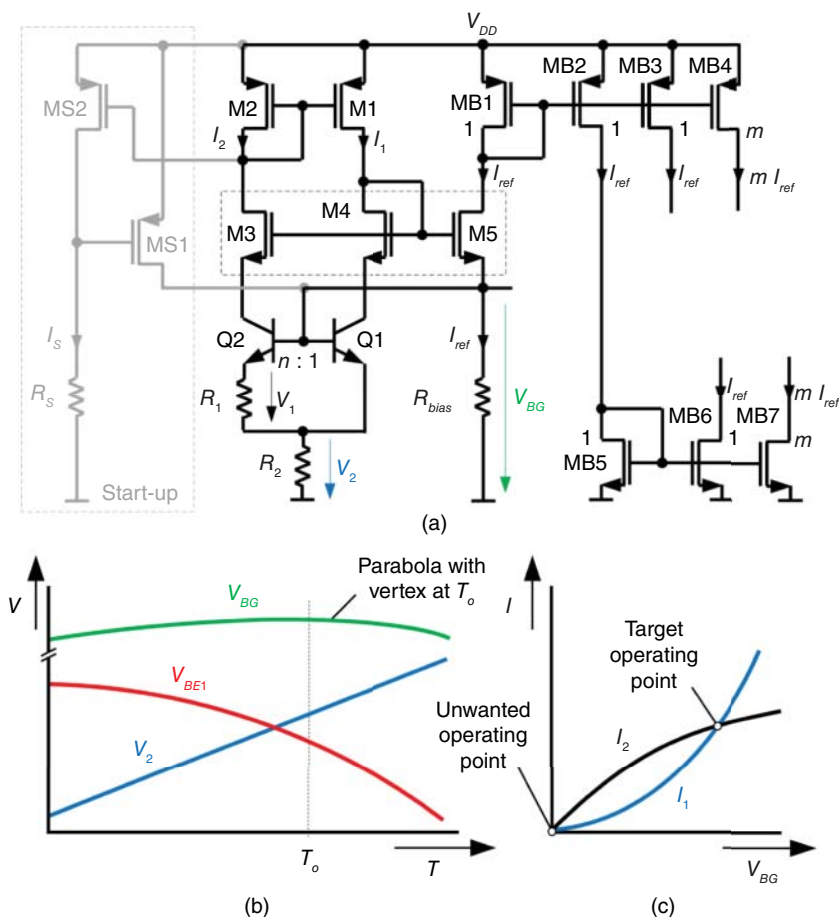 V_DD
MS2
M2
M1
MB1
MB2
MB3
MB4
I_2
I_1
1
1
1
m
I_ref
I_ref
I_ref
m I_ref
M3
M4
M5
MS1
I_S
Q2
Q1
n : 1
I_ref
R_S
R_1
V_1
R_bias
V_BG
I_ref
m I_ref
R_2
V_2
1
MB6
1
MB7
m
MB5
Start-up
(a)
V
V_BG
Parabola with
vertex at T_o
V_BE1
V_2
T_o
T
(b)
I
Target
operating
point
Unwanted
operating
point
I_2
I_1
V_BG
(c)